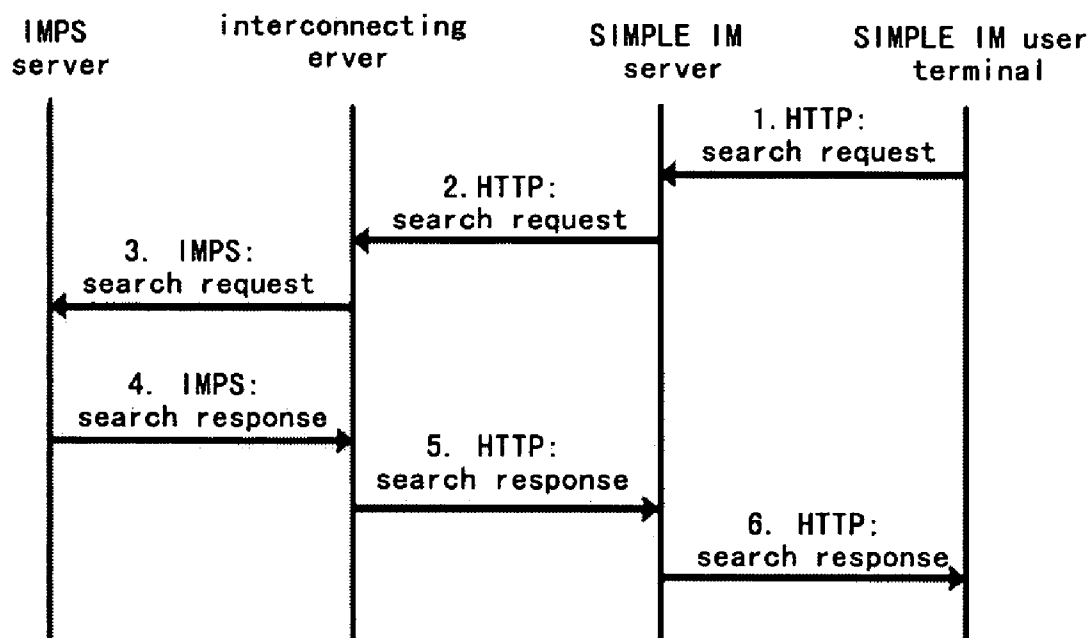 IMPS
server
interconnecting
erver
SIMPLE IM
server
SIMPLE IM user
terminal
1. HTTP:
search request
2. HTTP:
search request
3. IMPS:
search request
4. IMPS:
search response
5. HTTP:
search response
6. HTTP:
search response